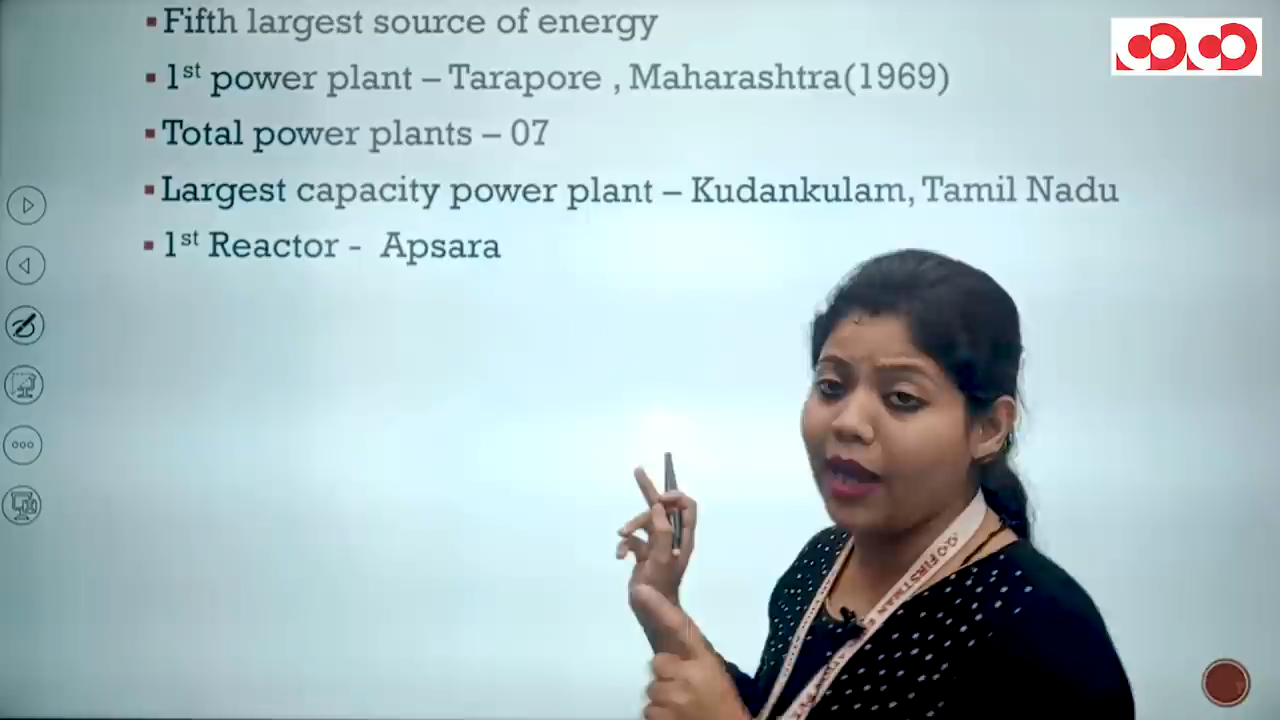 ▪Fifth largest source of energy
▪1st power plant – Tarapore , Maharashtra(1969)
▪Total power plants – 07
▪Largest capacity power plant – Kudankulam, Tamil Nadu
▪1st Reactor - Apsara
FIRSTMAN